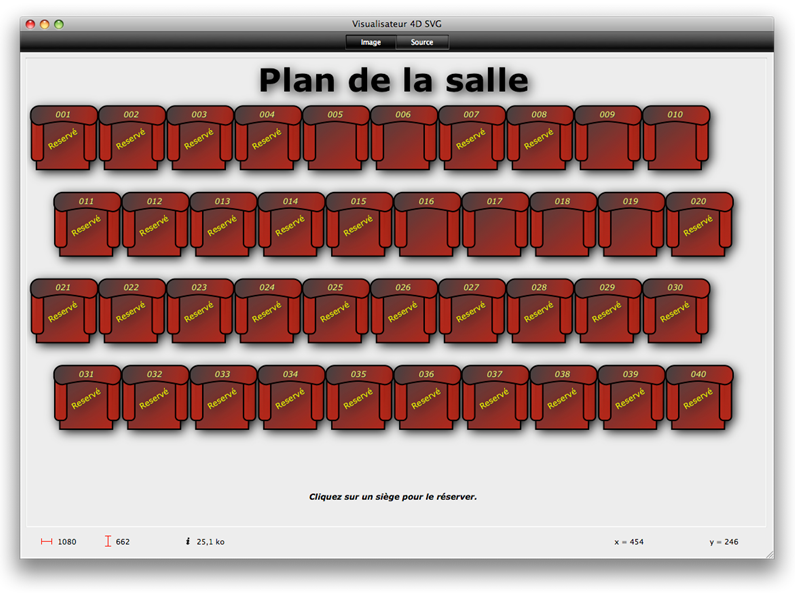 Visualisateur 4D SVG
Image Source
Plan de la salle
001 002 003 004 005 006 007 008 009 010
Reservé Reservé Reservé Reservé Reservé Reservé
011 012 013 014 015 016 017 018 019 020
Reservé Reservé Reservé Reservé Reservé Reservé
021 022 023 024 025 026 027 028 029 030
Reservé Reservé Reservé Reservé Reservé Reservé Reservé Reservé Reservé Reservé
031 032 033 034 035 036 037 038 039 040
Reservé Reservé Reservé Reservé Reservé Reservé Reservé Reservé Reservé Reservé
Cliquez sur un siège pour le réserver.
1080 662 i 25,1 ko x = 454 y = 246